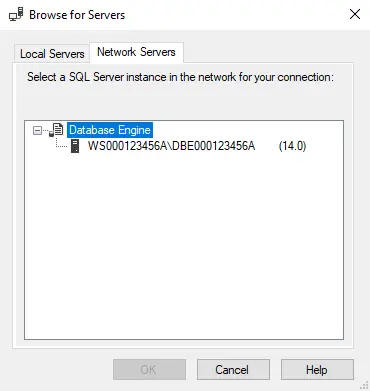 Browse for Servers
Local Servers Network Servers
Select a SQL Server instance in the network for your connection:
Database Engine
WS000123456A\DBE000123456A (14.0)
OK Cancel Help